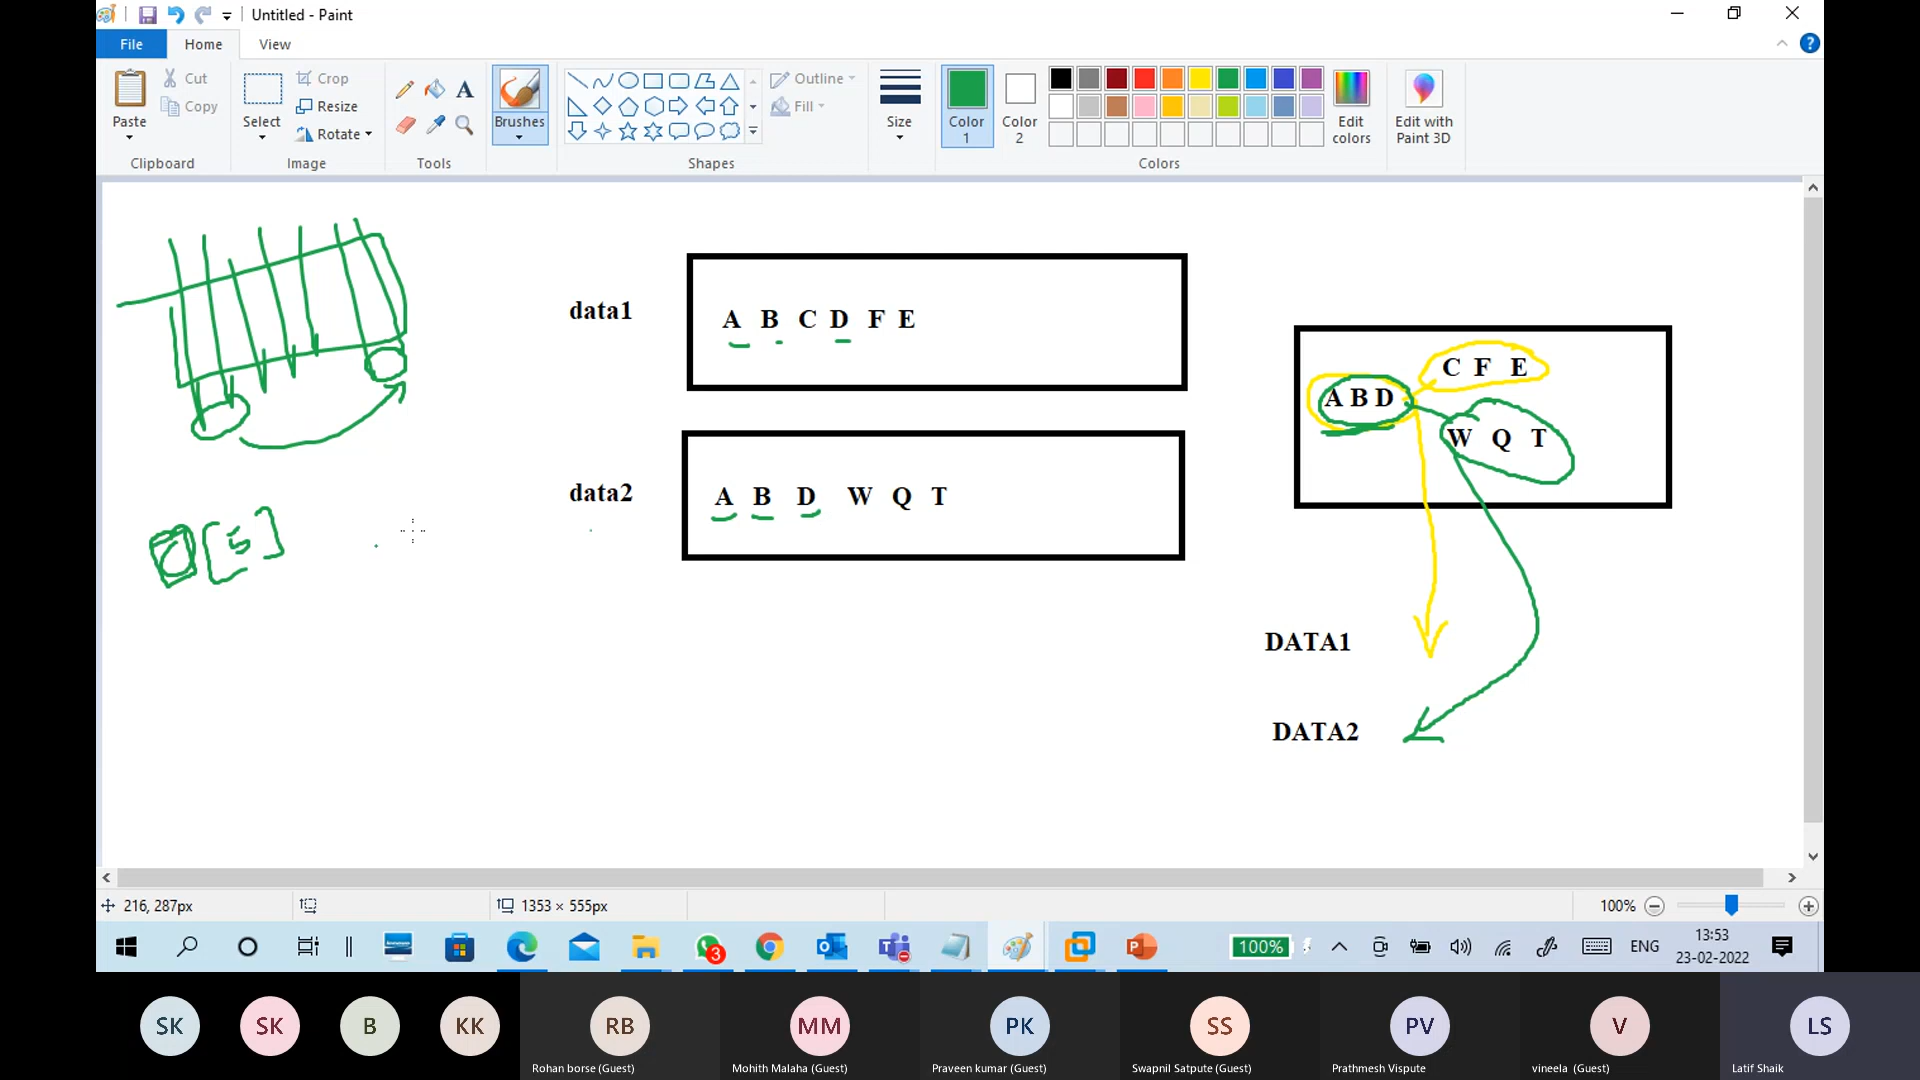 Untitled - Paint
File Home View
Paste
Cut
Copy
Clipboard
Select
Crop
Resize
Rotate
Image
Tools
Brushes
Shapes
Outline
Fill
Size
Color 1
Color 2
Colors
Edit colors
Edit with Paint 3D
data1
A B C D F E
data2
A B D W Q T
C F E
A B D
W Q T
DATA1
DATA2
[5]
216, 287px
1353 × 555px
100%
3
100%
ENG
13:53
23-02-2022
SK
SK
B
KK
RB
MM
PK
SS
PV
V
LS
Rohan borse (Guest)
Mohith Malaha (Guest)
Praveen kumar (Guest)
Swapnil Satpute (Guest)
Prathmesh Vispute
vineela (Guest)
Latif Shaik